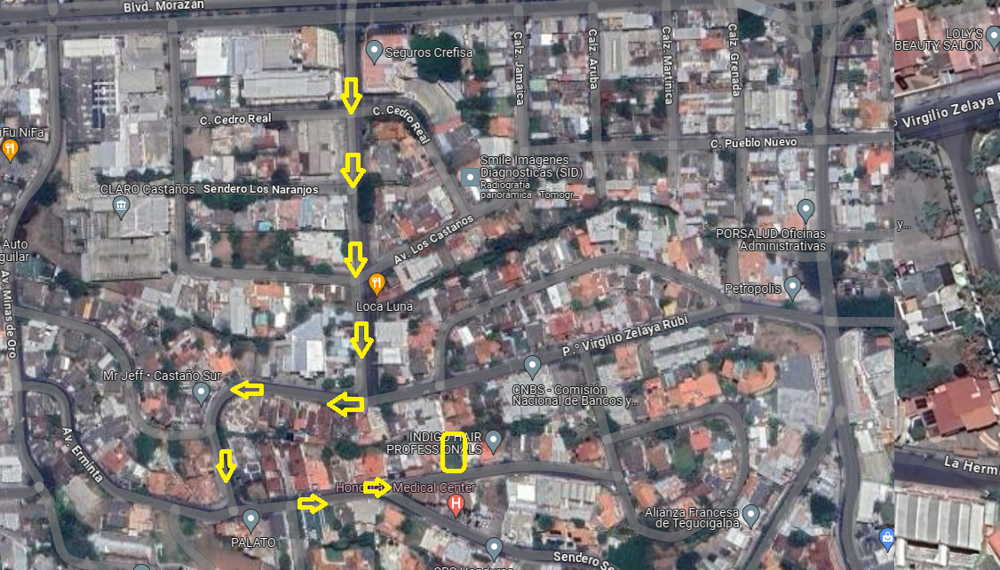 Blvd. Morazán
LOLY'S
BEAUTY SALON
Seguros Crefisa
Calz. Jamaica
Calz. Aruba
Calz. Martinica
Calz. Grenada
C. Cedro Real
C. Cedro Real
Virgilio Zelaya
iFu NiFa
C. Pueblo Nuevo
Smile Imágenes
Diagnosticas (SID)
Radiografía
panorámica - Tomogr...
CLARO Castaños
Sendero Los Naranjos
y...
Av. Los Castaños
PORSALUD Oficinas
Administrativas
Auto
guilar
Av. Minas de Oro
Petropolis
Loca Luna
P.º Virgilio Zelaya Rubí
Mr Jeff • Castaño Sur
CNBS - Comisión
Nacional de Bancos y...
Av. Erminta
INDIGO HAIR
PROFESSIONALS
La Herm
Medical Center
Alianza Francesa
de Tegucigalpa
PALATO
Sendero